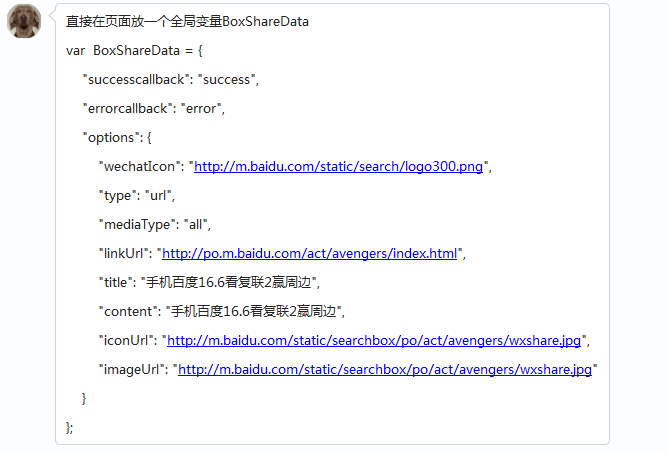 直接在页面放一个全局变量BoxShareData
var  BoxShareData = {
    "successcallback": "success",
    "errorcallback": "error",
    "options": {
        "wechatIcon": "http://m.baidu.com/static/search/logo300.png",
        "type": "url",
        "mediaType": "all",
        "linkUrl": "http://po.m.baidu.com/act/avengers/index.html",
        "title": "手机百度16.6看复联2赢周边",
        "content": "手机百度16.6看复联2赢周边",
        "iconUrl": "http://m.baidu.com/static/searchbox/po/act/avengers/wxshare.jpg",
        "imageUrl": "http://m.baidu.com/static/searchbox/po/act/avengers/wxshare.jpg"
    }
};